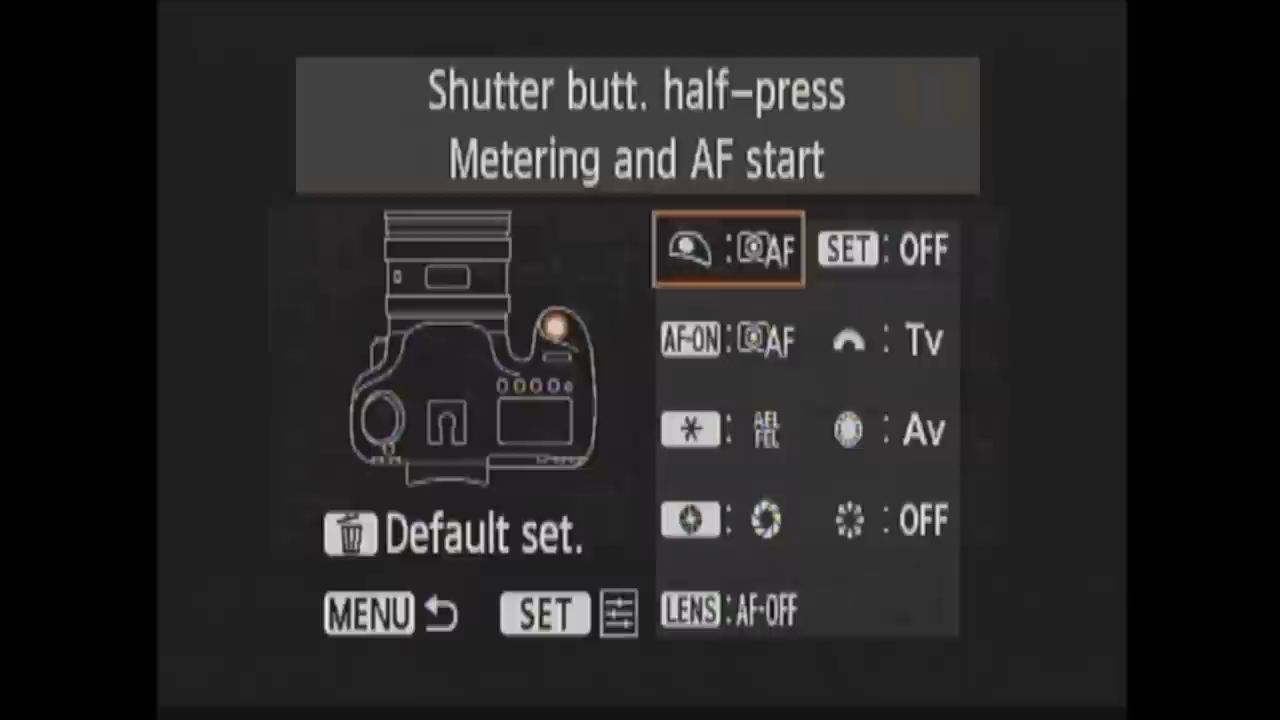 Shutter butt. half-press
Metering and AF start
: AF
SET : OFF
AF-ON : AF
: Tv
* : AEL FEL
: Av
: OFF
LENS : AF-OFF
Default set.
MENU SET